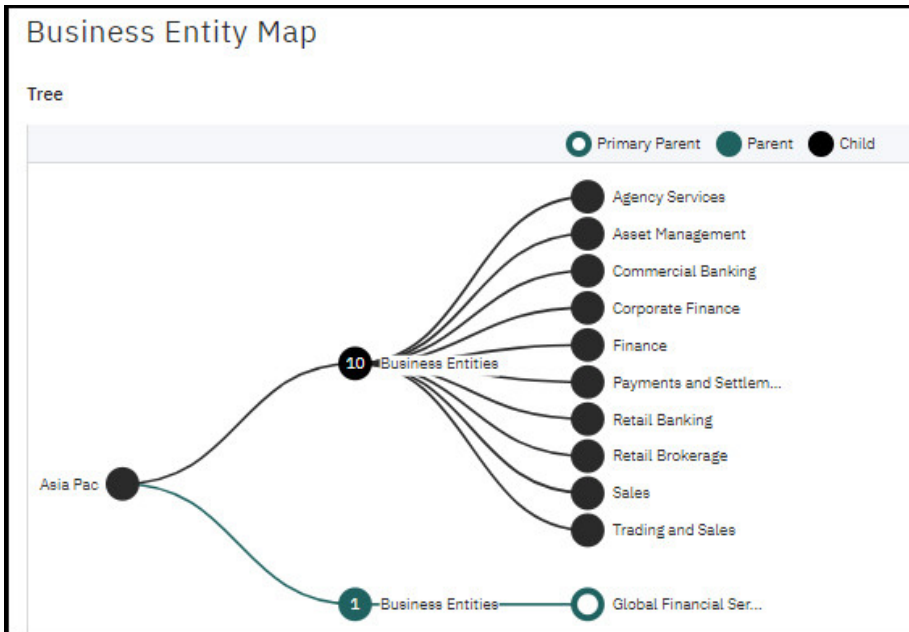 Business Entity Map
Tree
Primary Parent Parent Child
Agency Services
Asset Management
Commercial Banking
Corporate Finance
Finance
10 Business Entities
Payments and Settlem...
Retail Banking
Retail Brokerage
Asia Pac
Sales
Trading and Sales
1 Business Entities Global Financial Ser...